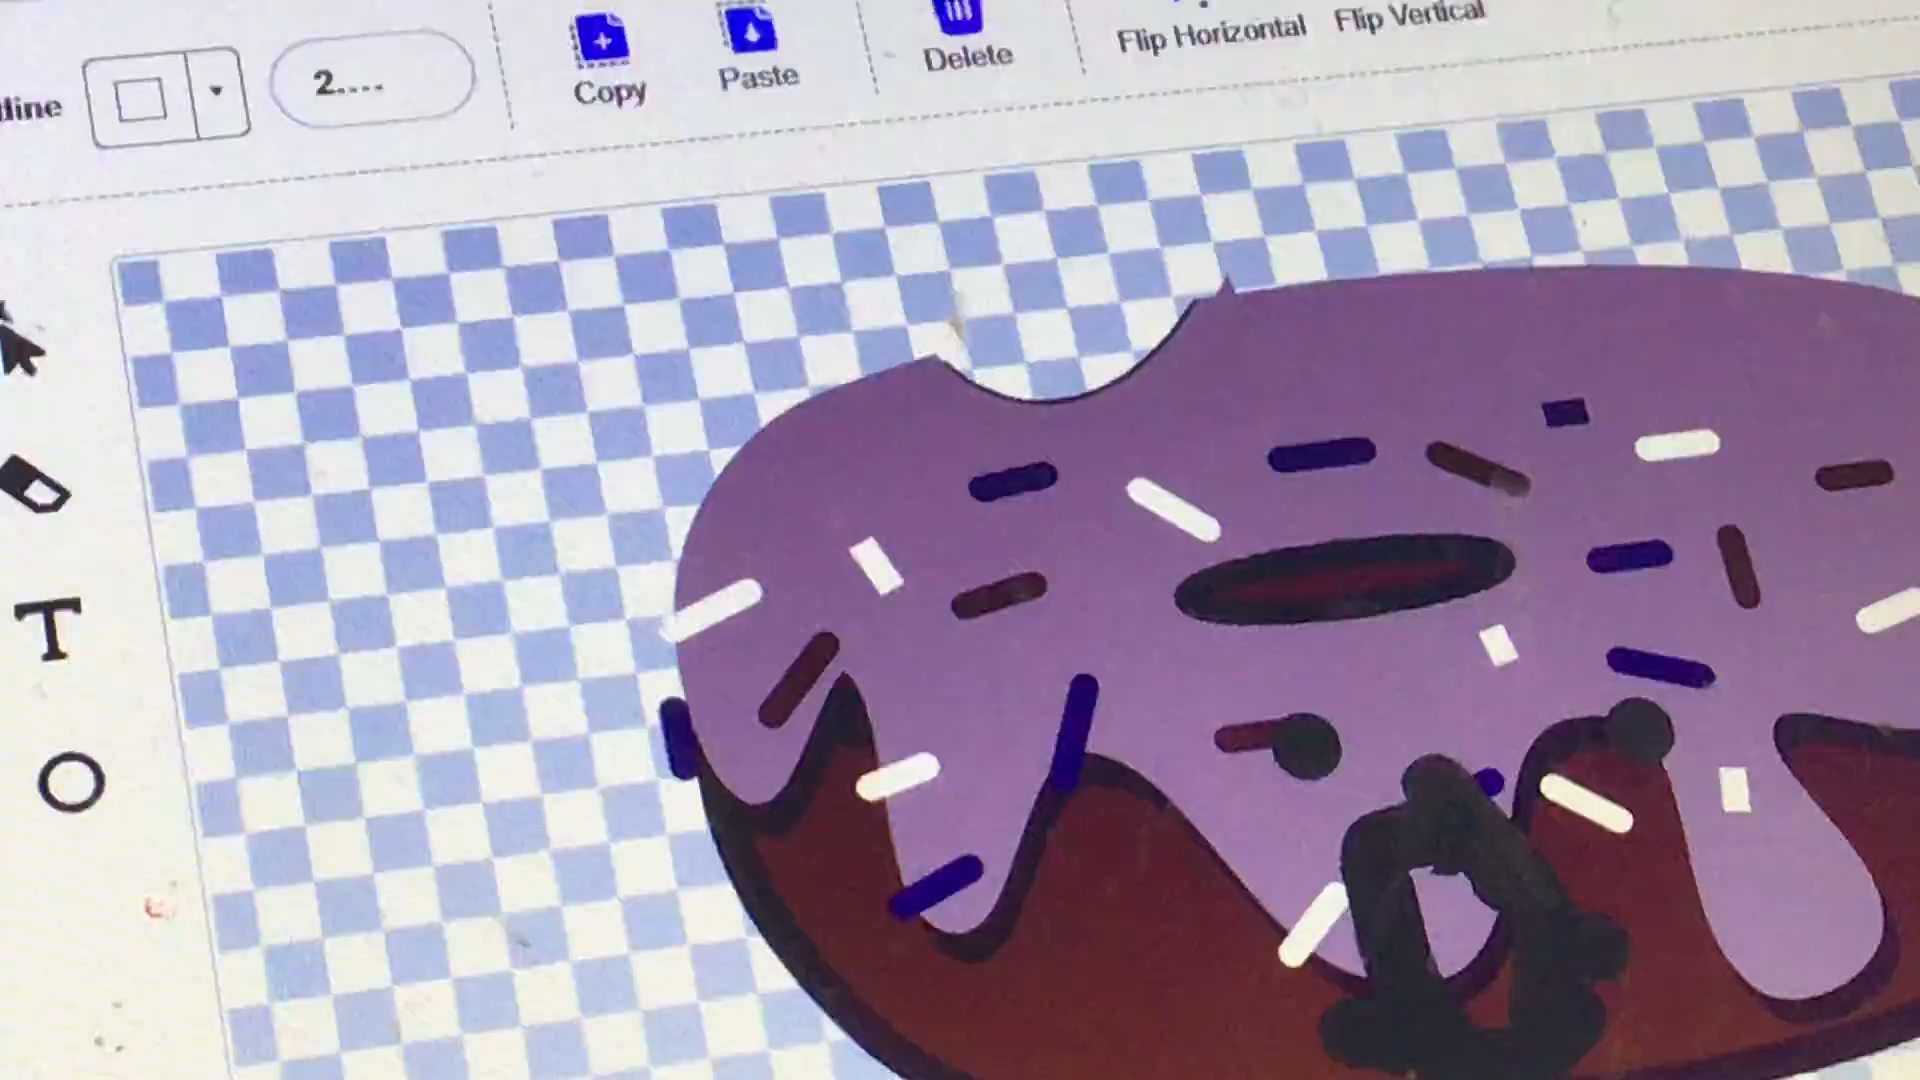 line
2....
Copy
Paste
Delete
Flip Horizontal
Flip Vertical
T